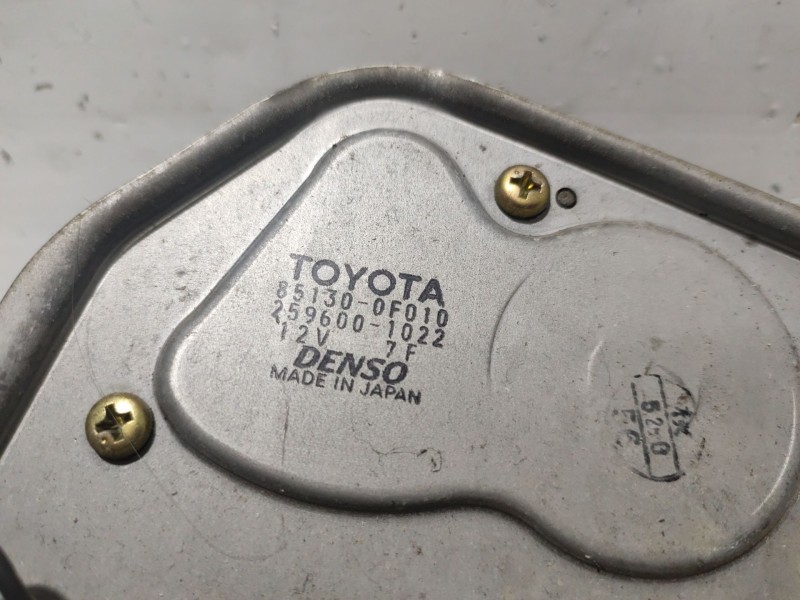 TOYOTA
85130-0F010
259600-1022
12V 7F
DENSO
MADE IN JAPAN